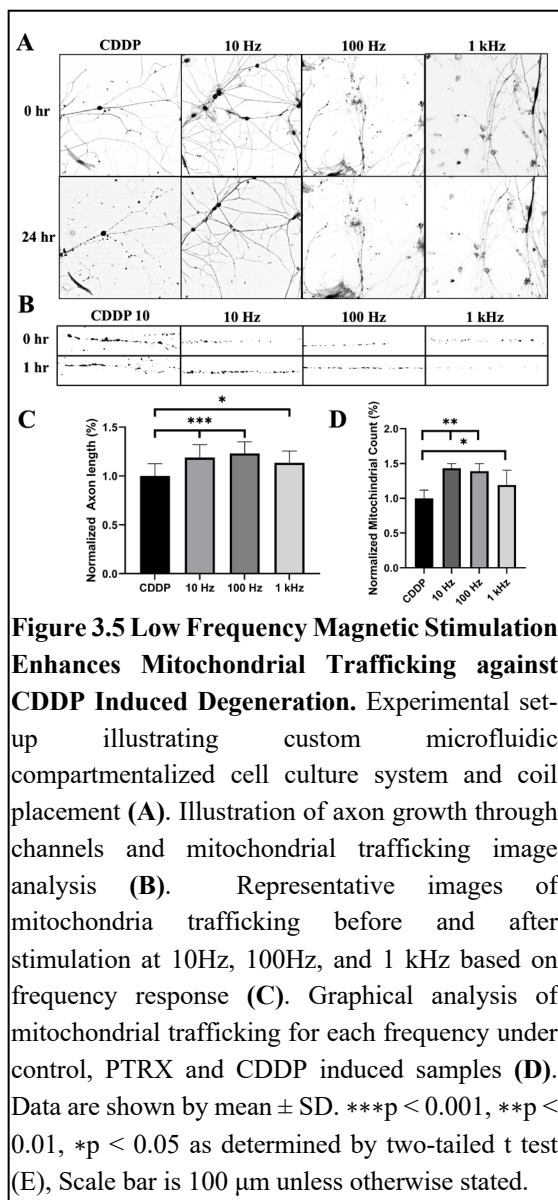 A
CDDP 10 Hz 100 Hz 1 kHz
0 hr
24 hr
B
CDDP 10 10 Hz 100 Hz 1 kHz
0 hr
1 hr
C
Normalized Axon length (%)
1.5
1.0
0.5
0.0
*
***
CDDP 10 Hz 100 Hz 1 kHz
D
Normalized Mitochindrial Count (%)
2.0
1.5
1.0
0.5
0.0
**
*
CDDP 10 Hz 100 Hz 1 kHz
Figure 3.5 Low Frequency Magnetic Stimulation
Enhances Mitochondrial Trafficking against
CDDP Induced Degeneration. Experimental set-
up illustrating custom microfluidic
compartmentalized cell culture system and coil
placement (A). Illustration of axon growth through
channels and mitochondrial trafficking image
analysis (B). Representative images of
mitochondria trafficking before and after
stimulation at 10Hz, 100Hz, and 1 kHz based on
frequency response (C). Graphical analysis of
mitochondrial trafficking for each frequency under
control, PTRX and CDDP induced samples (D).
Data are shown by mean ± SD. ∗∗∗p < 0.001, ∗∗p <
0.01, ∗p < 0.05 as determined by two-tailed t test
(E), Scale bar is 100 μm unless otherwise stated.